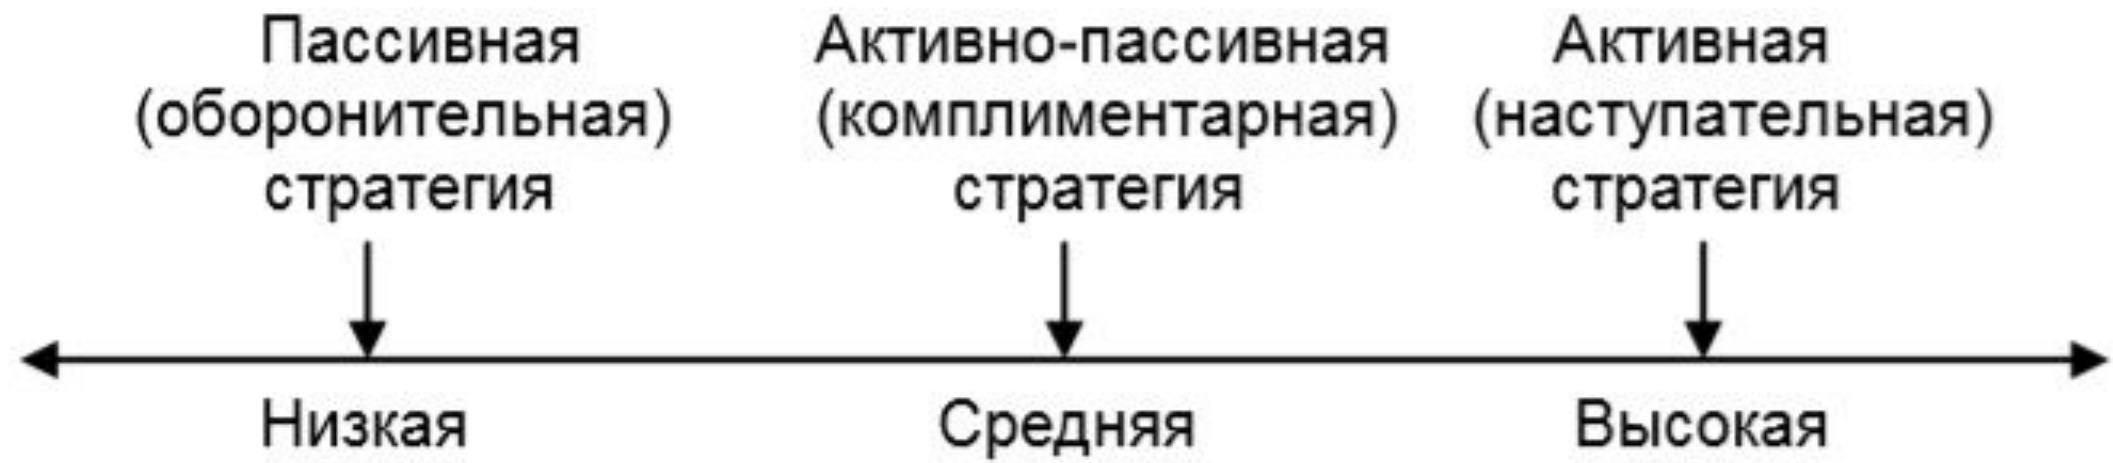 Пассивная
(оборонительная)
стратегия
Активно-пассивная
(комплиментарная)
стратегия
Активная
(наступательная)
стратегия
Низкая
Средняя
Высокая